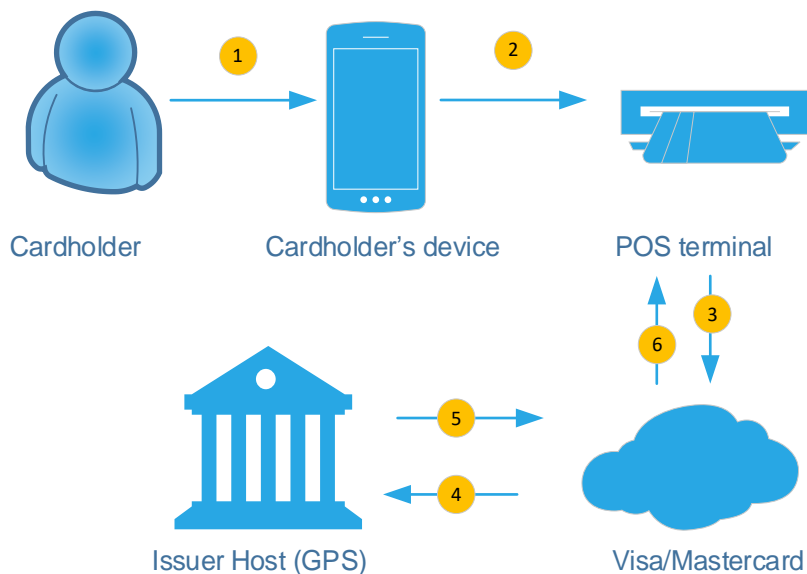 1
2
Cardholder
Cardholder's device
POS terminal
3
6
5
4
Issuer Host (GPS)
Visa/Mastercard